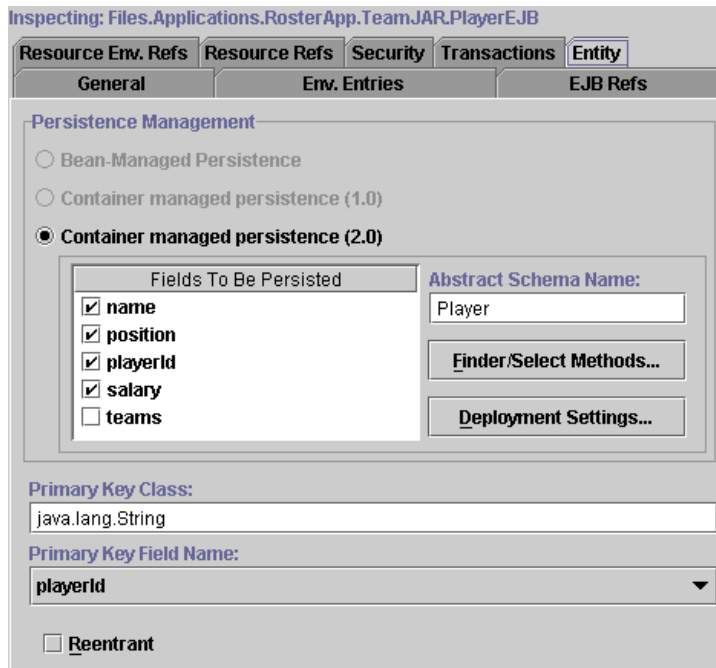 Inspecting: Files.Applications.RosterApp.TeamJAR.PlayerEJB
Resource Env. Refs Resource Refs Security Transactions Entity
General Env. Entries EJB Refs
Persistence Management
Bean-Managed Persistence
Container managed persistence (1.0)
Container managed persistence (2.0)
Fields To Be Persisted
name
position
playerId
salary
teams
Abstract Schema Name:
Player
Finder/Select Methods...
Deployment Settings...
Primary Key Class:
java.lang.String
Primary Key Field Name:
playerId
Reentrant